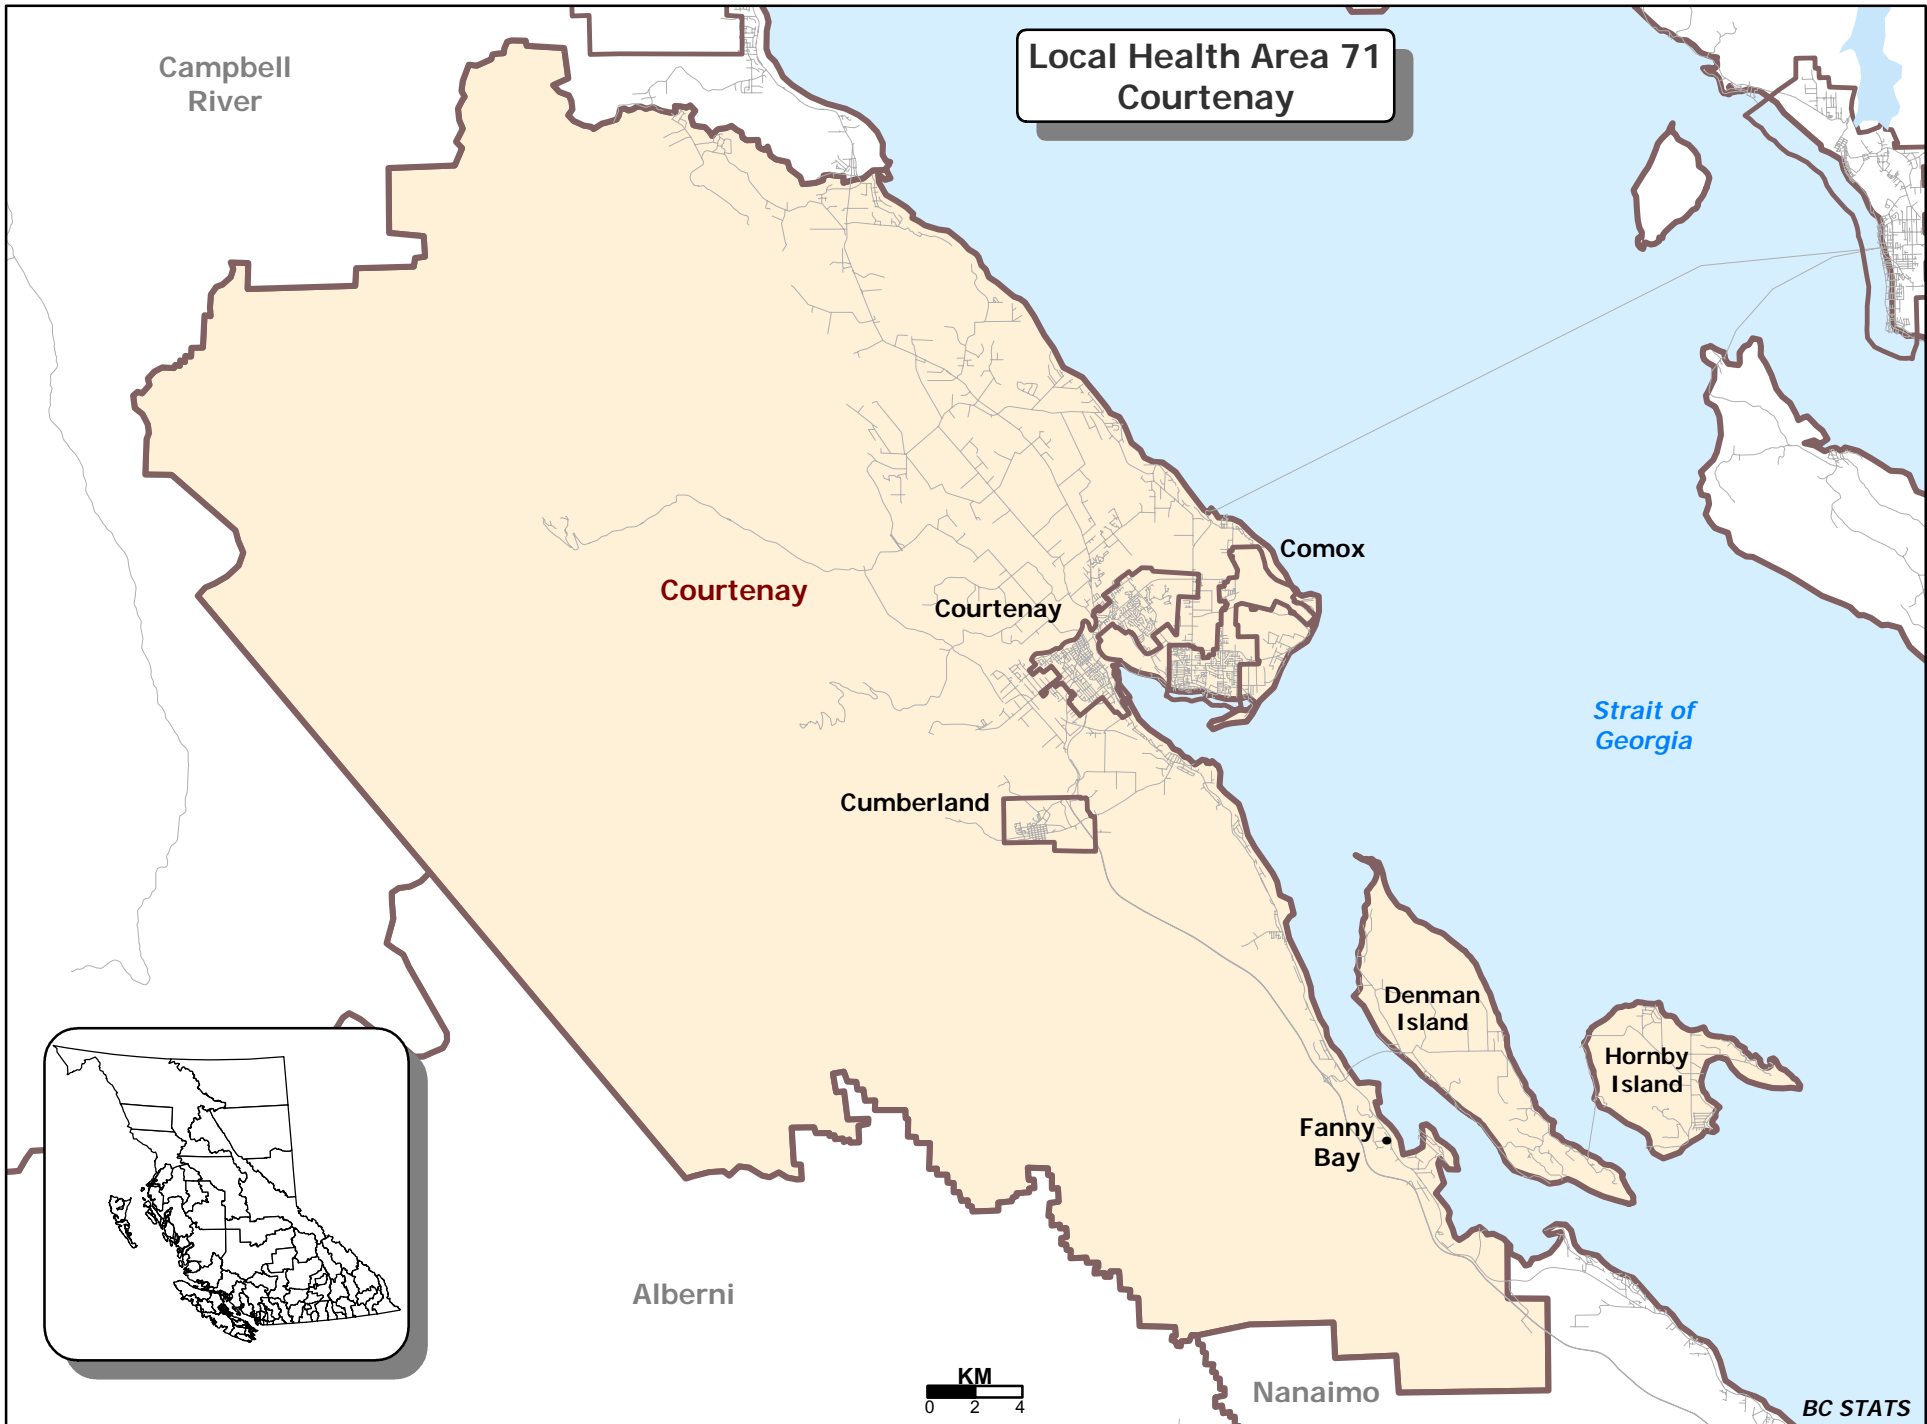 Local Health Area 71
Courtenay
Campbell
River
Comox
Courtenay
Courtenay
Strait of
Georgia
Cumberland
Denman
Island
Hornby
Island
Fanny
Bay
Alberni
KM
0 2 4
Nanaimo
BC STATS